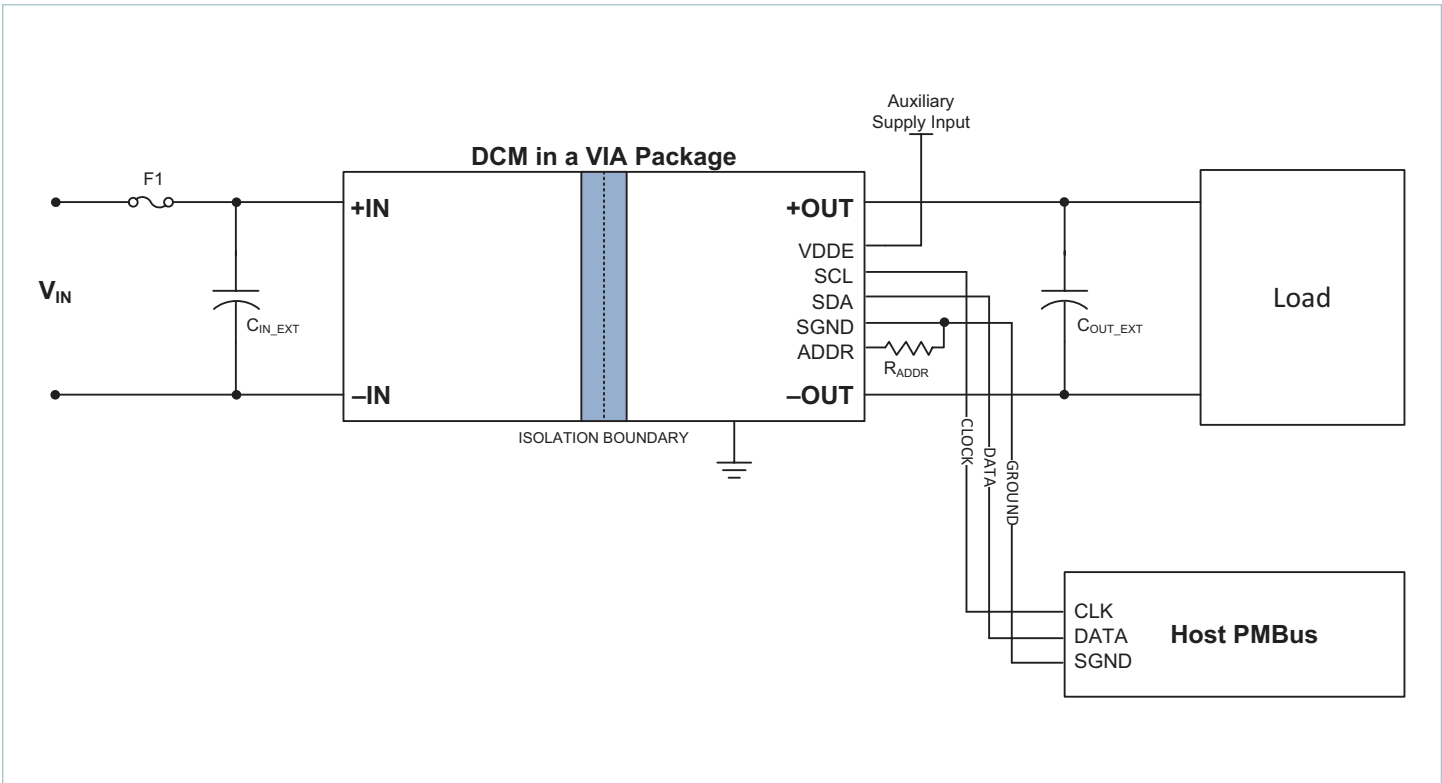 Auxiliary
Supply Input
DCM in a VIA Package
F1
+IN
+OUT
VDDE
SCL
SDA
SGND
ADDR
R_ADDR
–IN
–OUT
V_IN
C_IN_EXT
C_OUT_EXT
Load
ISOLATION BOUNDARY
CLOCK
DATA
GROUND
CLK
DATA
SGND
Host PMBus